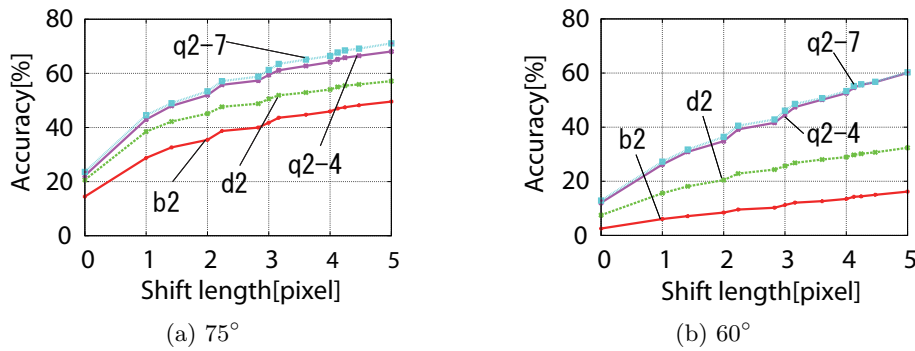 80
60
40
20
0
Accuracy[%]
q2-7
b2
d2
q2-4
0 1 2 3 4 5
Shift length[pixel]
(a) 75°
80
60
40
20
0
Accuracy[%]
q2-7
d2
q2-4
b2
0 1 2 3 4 5
Shift length[pixel]
(b) 60°